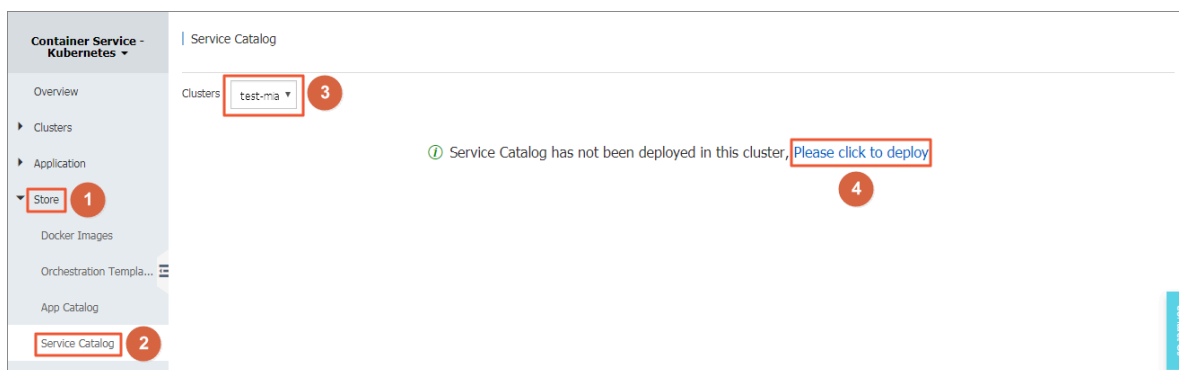 Container Service -
Kubernetes
Overview
Clusters
Application
Store
1
Docker Images
Orchestration Templa...
App Catalog
Service Catalog
2
Service Catalog
Clusters
test-mia
3
Service Catalog has not been deployed in this cluster, Please click to deploy
4